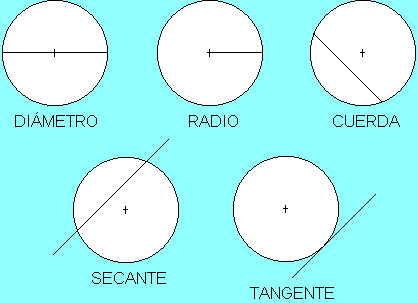 DIÁMETRO
RADIO
CUERDA
SECANTE
TANGENTE